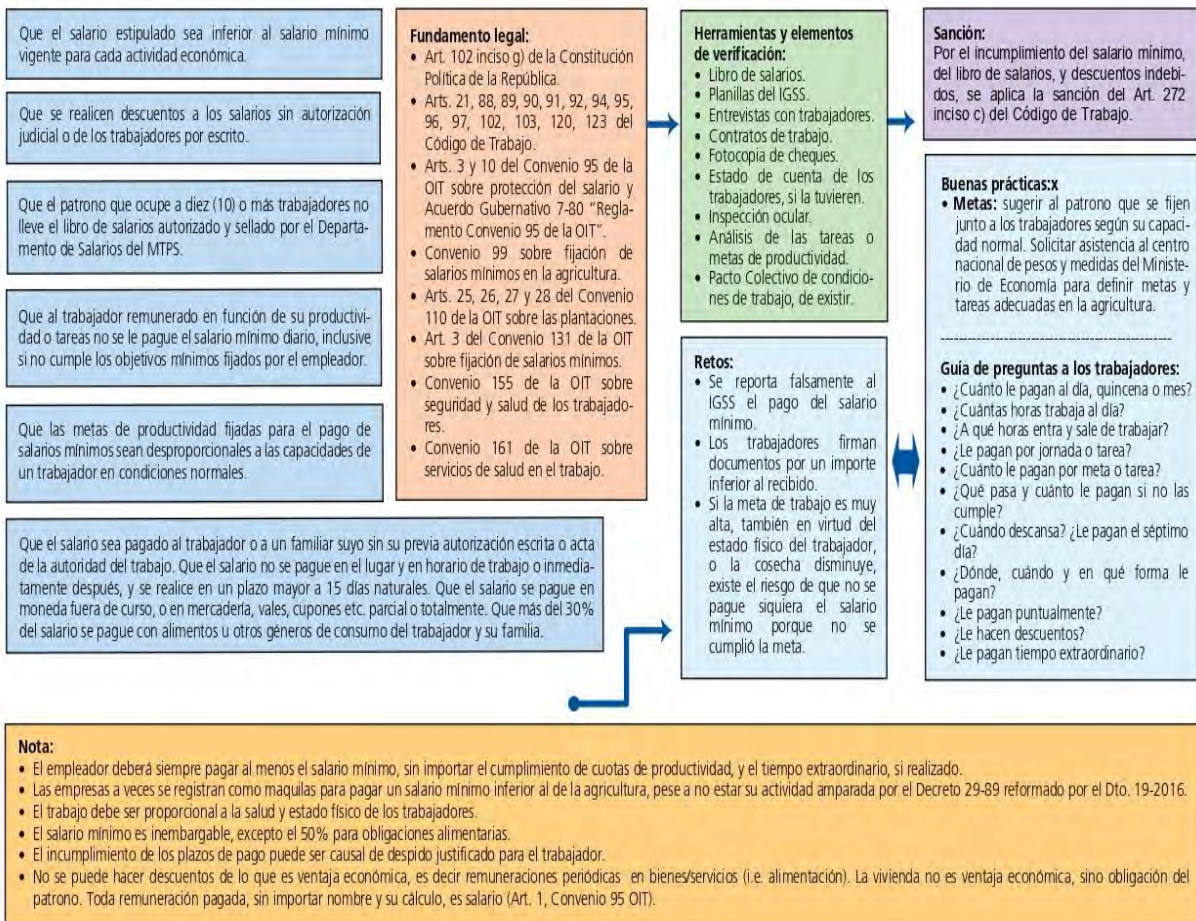 Que el salario estipulado sea inferior al salario mínimo
vigente para cada actividad económica.
Que se realicen descuentos a los salarios sin autorización
judicial o de los trabajadores por escrito.
Que el patrono que ocupe a diez (10) o más trabajadores no
lleve el libro de salarios autorizado y sellado por el Departa-
mento de Salarios del MTPS.
Que al trabajador remunerado en función de su productivi-
dad o tareas no se le pague el salario mínimo diario, inclusive
si no cumple los objetivos mínimos fijados por el empleador.
Que las metas de productividad fijadas para el pago de
salarios mínimos sean desproporcionales a las capacidades de
un trabajador en condiciones normales.
Que el salario sea pagado al trabajador o a un familiar suyo sin su previa autorización escrita o acta
de la autoridad del trabajo. Que el salario no se pague en el lugar y en horario de trabajo o inmedia-
tamente después, y se realice en un plazo mayor a 15 días naturales. Que el salario se pague en
moneda fuera de curso, o en mercadería, vales, cupones etc. parcial o totalmente. Que más del 30%
del salario se pague con alimentos u otros géneros de consumo del trabajador y su familia.
Fundamento legal:
• Art. 102 inciso g) de la Constitución
Política de la República.
• Arts. 21, 88, 89, 90, 91, 92, 94, 95,
96, 97, 102, 103, 120, 123 del
Código de Trabajo.
• Arts. 3 y 10 del Convenio 95 de la
OIT sobre protección del salario y
Acuerdo Gubernativo 7-80 “Regla-
mento Convenio 95 de la OIT”.
• Convenio 99 sobre fijación de
salarios mínimos en la agricultura.
• Arts. 25, 26, 27 y 28 del Convenio
110 de la OIT sobre las plantaciones.
• Art. 3 del Convenio 131 de la OIT
sobre fijación de salarios mínimos.
• Convenio 155 de la OIT sobre
seguridad y salud de los trabajado-
res.
• Convenio 161 de la OIT sobre
servicios de salud en el trabajo.
Herramientas y elementos
de verificación:
• Libro de salarios.
• Planillas del IGSS.
• Entrevistas con trabajadores.
• Contratos de trabajo.
• Fotocopia de cheques.
• Estado de cuenta de los
trabajadores, si la tuvieren.
• Inspección ocular.
• Análisis de las tareas o
metas de productividad.
• Pacto Colectivo de condicio-
nes de trabajo, de existir.
Retos:
• Se reporta falsamente al
IGSS el pago del salario
mínimo.
• Los trabajadores firman
documentos por un importe
inferior al recibido.
• Si la meta de trabajo es muy
alta, también en virtud del
estado físico del trabajador,
o la cosecha disminuye,
existe el riesgo de que no se
pague siquiera el salario
mínimo porque no se
cumplió la meta.
Sanción:
Por el incumplimiento del salario mínimo,
del libro de salarios, y descuentos indebi-
dos, se aplica la sanción del Art. 272
inciso c) del Código de Trabajo.
Buenas prácticas:x
• Metas: sugerir al patrono que se fijen
junto a los trabajadores según su capaci-
dad normal. Solicitar asistencia al centro
nacional de pesos y medidas del Ministe-
rio de Economía para definir metas y
tareas adecuadas en la agricultura.
Guía de preguntas a los trabajadores:
• ¿Cuánto le pagan al día, quincena o mes?
• ¿Cuántas horas trabaja al día?
• ¿A qué horas entra y sale de trabajar?
• ¿Le pagan por jornada o tarea?
• ¿Cuánto le pagan por meta o tarea?
• ¿Qué pasa y cuánto le pagan si no las
cumple?
• ¿Cuándo descansa? ¿Le pagan el séptimo
día?
• ¿Dónde, cuándo y en qué forma le
pagan?
• ¿Le pagan puntualmente?
• ¿Le hacen descuentos?
• ¿Le pagan tiempo extraordinario?
Nota:
• El empleador deberá siempre pagar al menos el salario mínimo, sin importar el cumplimiento de cuotas de productividad, y el tiempo extraordinario, si realizado.
• Las empresas a veces se registran como maquilas para pagar un salario mínimo inferior al de la agricultura, pese a no estar su actividad amparada por el Decreto 29-89 reformado por el Dto. 19-2016.
• El trabajo debe ser proporcional a la salud y estado físico de los trabajadores.
• El salario mínimo es inembargable, excepto el 50% para obligaciones alimentarias.
• El incumplimiento de los plazos de pago puede ser causal de despido justificado para el trabajador.
• No se puede hacer descuentos de lo que es ventaja económica, es decir remuneraciones periódicas en bienes/servicios (i.e. alimentación). La vivienda no es ventaja económica, sino obligación del
patrono. Toda remuneración pagada, sin importar nombre y su cálculo, es salario (Art. 1, Convenio 95 OIT).